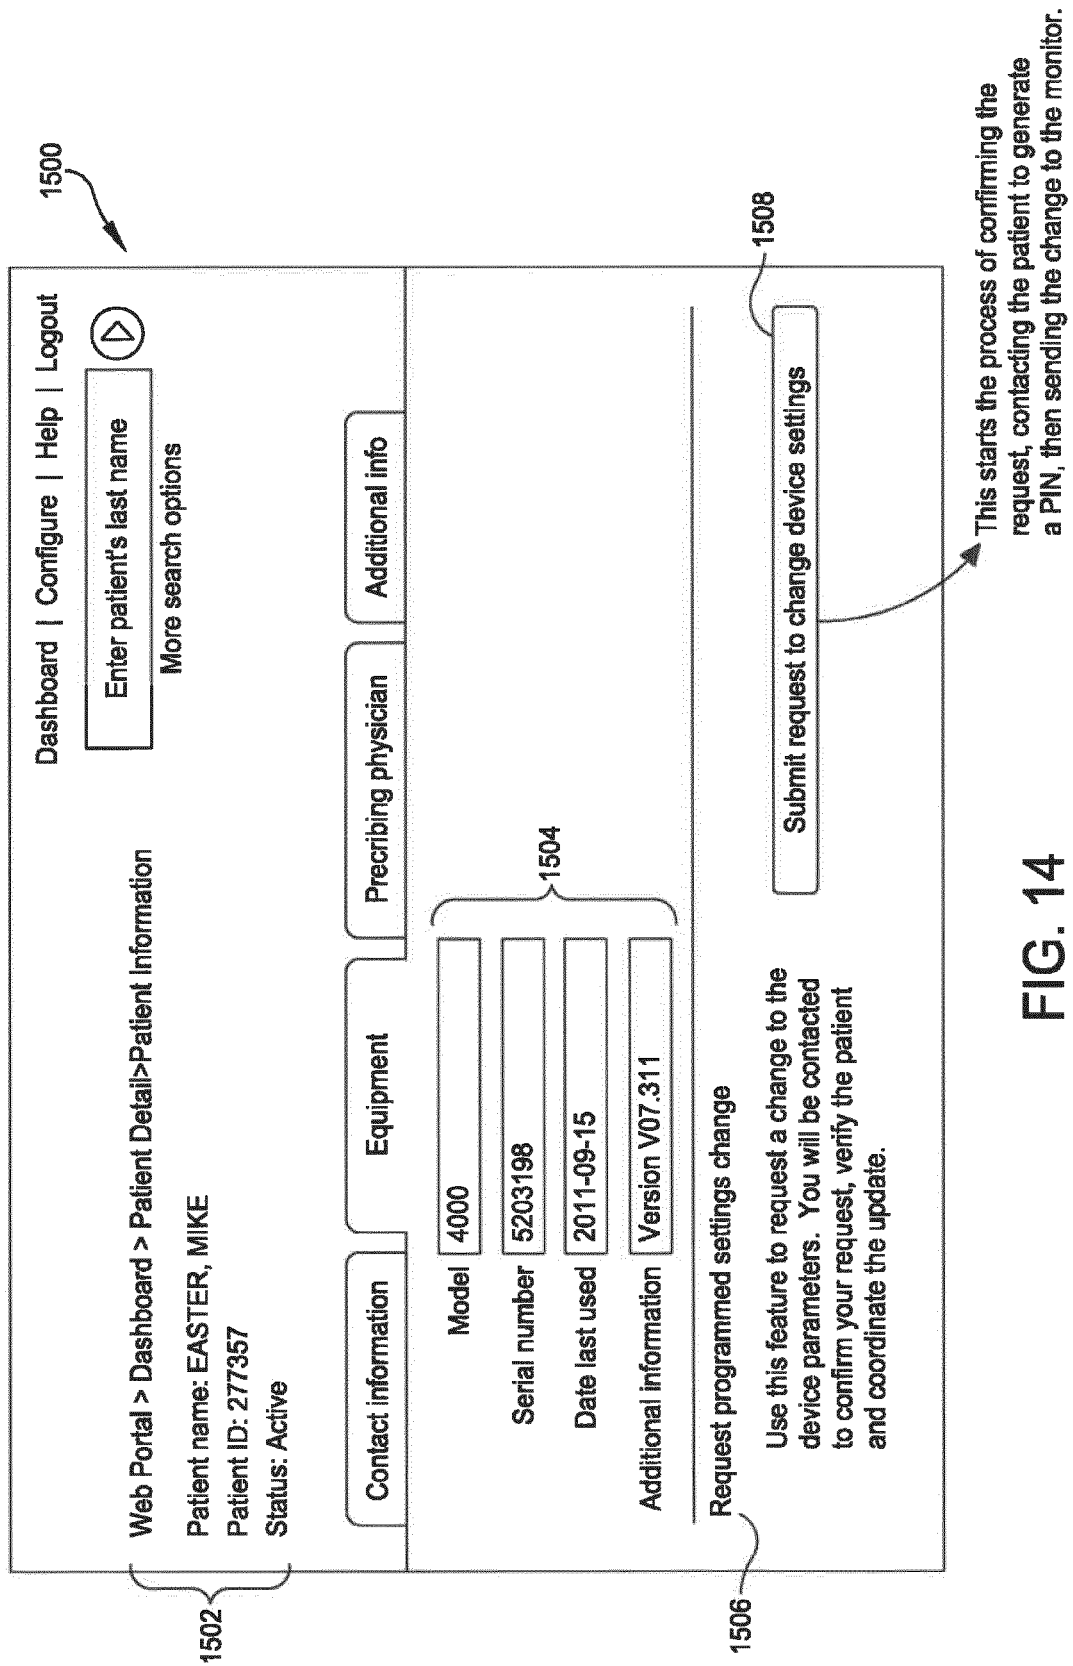 1500
Dashboard | Configure | Help | Logout
Enter patient's last name
More search options
Web Portal > Dashboard > Patient Detail>Patient Information
1502
Patient name: EASTER, MIKE
Patient ID: 277357
Status: Active
Contact information
Equipment
Precribing physician
Additional info
Model 4000
Serial number 5203198
Date last used 2011-09-15
Additional information Version V07.311
1504
1506
Request programmed settings change
Use this feature to request a change to the
device parameters. You will be contacted
to confirm your request, verify the patient
and coordinate the update.
Submit request to change device settings
1508
This starts the process of confirming the
request, contacting the patient to generate
a PIN, then sending the change to the monitor.
FIG. 14